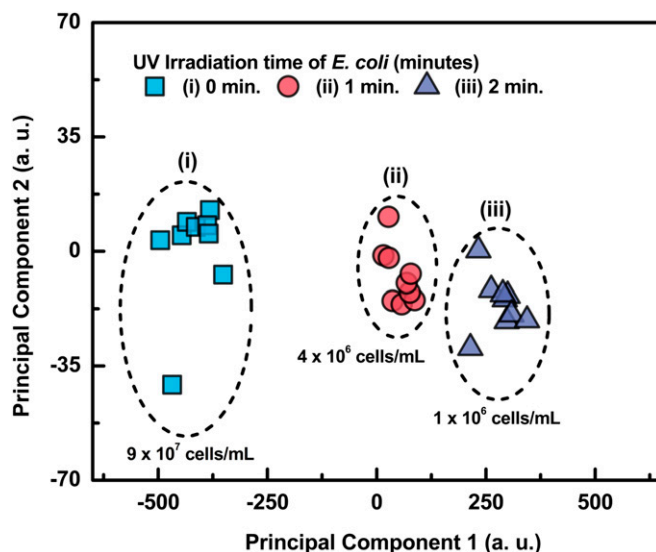 70
35
0
-35
-70
Principal Component 2 (a. u.)
UV Irradiation time of E. coli (minutes)
(i) 0 min. (ii) 1 min. (iii) 2 min.
(i)
(ii)
(iii)
4 x 10⁶ cells/mL
1 x 10⁶ cells/mL
9 x 10⁷ cells/mL
-500 -250 0 250 500
Principal Component 1 (a. u.)